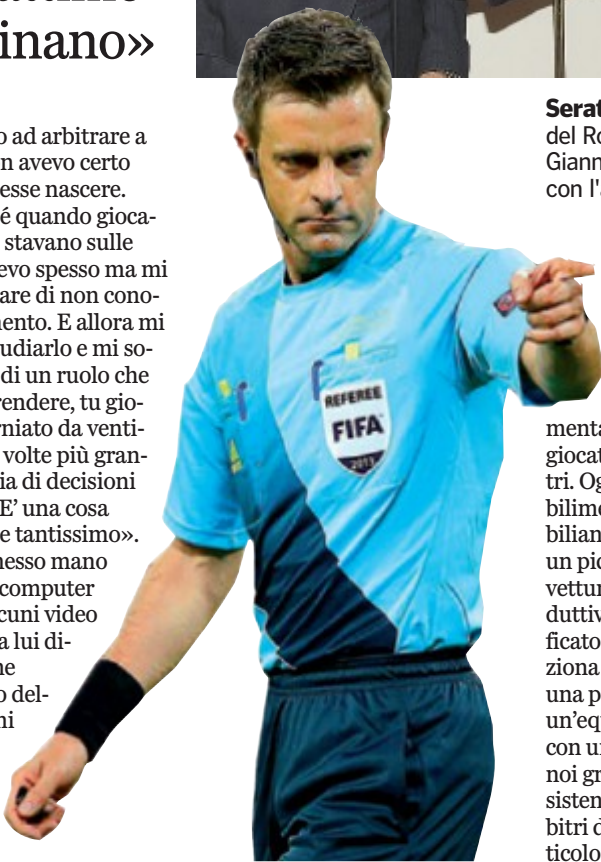 inano»
o ad arbitrare a
n avevo certo
esse nascere.
é quando gioca-
stavano sulle
evo spesso ma mi
are di non cono-
ento. E allora mi
udiarlo e mi so-
di un ruolo che
rendere, tu gio-
rniato da venti-
volte più gran-
ia di decisioni
E’ una cosa
e tantissimo».
esso mano
computer
cuni video
a lui di-
ne
o del-
ni
REFEREE
FIFA
2013
Serat
del Ro
Giann
con l'a
menta
giocat
tri. Og
bilime
bilian
un pic
vettur
duttiv
ficato
ziona
una p
un’equ
con u
noi gr
sisten
bitri d
ticolo